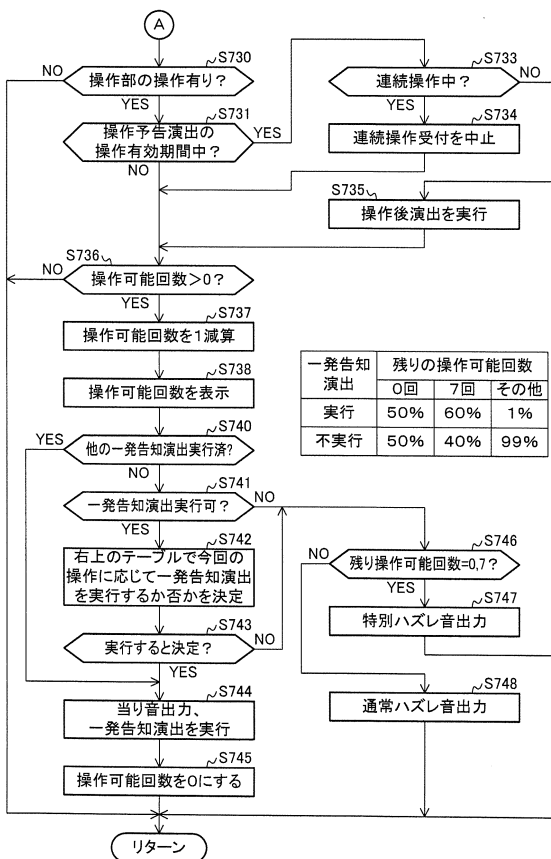 A
S730
操作部の操作有り？
NO
YES
S731
操作予告演出の
操作有効期間中？
YES
NO
S733
連続操作中？
NO
YES
S734
連続操作受付を中止
S735
操作後演出を実行
S736
操作可能回数＞0？
NO
YES
S737
操作可能回数を1減算
S738
操作可能回数を表示
一発告知
演出
残りの操作可能回数
0回 7回 その他
実行 50% 60% 1%
不実行 50% 40% 99%
S740
他の一発告知演出実行済？
YES
NO
S741
一発告知演出実行可？
NO
YES
S742
右上のテーブルで今回の
操作に応じて一発告知演出
を実行するか否かを決定
S743
実行すると決定？
NO
YES
S744
当り音出力、
一発告知演出を実行
S745
操作可能回数を0にする
S746
残り操作可能回数=0,7？
NO
YES
S747
特別ハズレ音出力
S748
通常ハズレ音出力
リターン